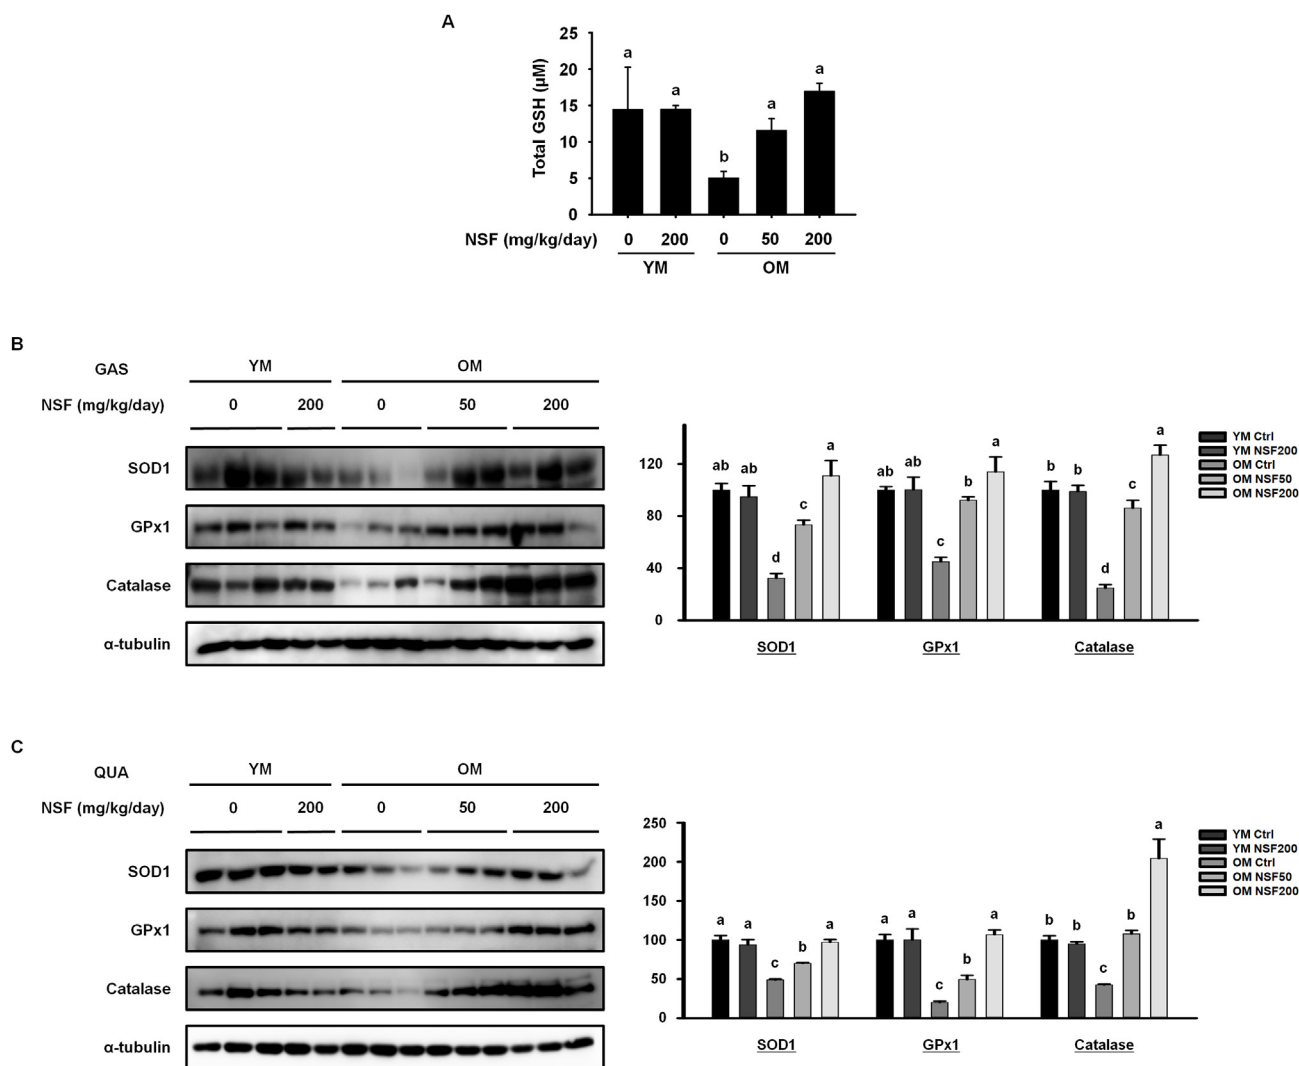 A
25
20
15
10
5
0
Total GSH (µM)
a
a
b
a
a
NSF (mg/kg/day)
0 200 0 50 200
YM OM
B
GAS YM OM
NSF (mg/kg/day) 0 200 0 50 200
SOD1
GPx1
Catalase
α-tubulin
120
80
40
0
ab ab d c a
ab ab c b a
b b d c a
SOD1 GPx1 Catalase
YM Ctrl
YM NSF200
OM Ctrl
OM NSF50
OM NSF200
C
QUA YM OM
NSF (mg/kg/day) 0 200 0 50 200
SOD1
GPx1
Catalase
α-tubulin
250
200
150
100
50
0
a a c b a
a a c b a
b b c b a
SOD1 GPx1 Catalase
YM Ctrl
YM NSF200
OM Ctrl
OM NSF50
OM NSF200